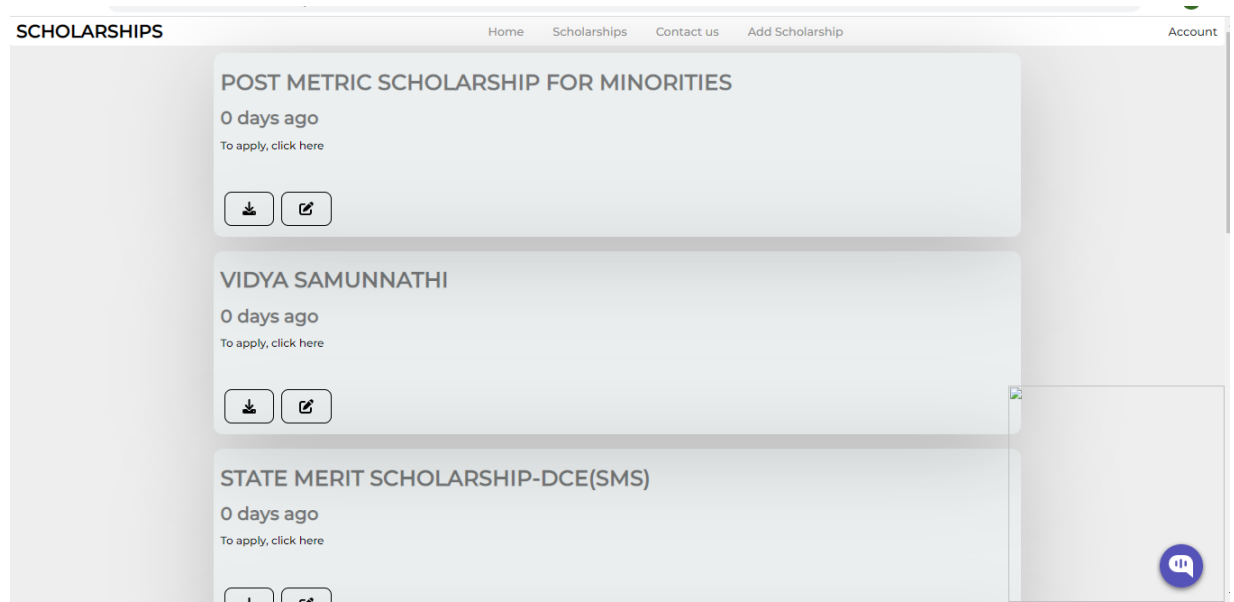 SCHOLARSHIPS Home Scholarships Contact us Add Scholarship Account
POST METRIC SCHOLARSHIP FOR MINORITIES
0 days ago
To apply, click here
VIDYA SAMUNNATHI
0 days ago
To apply, click here
STATE MERIT SCHOLARSHIP-DCE(SMS)
0 days ago
To apply, click here